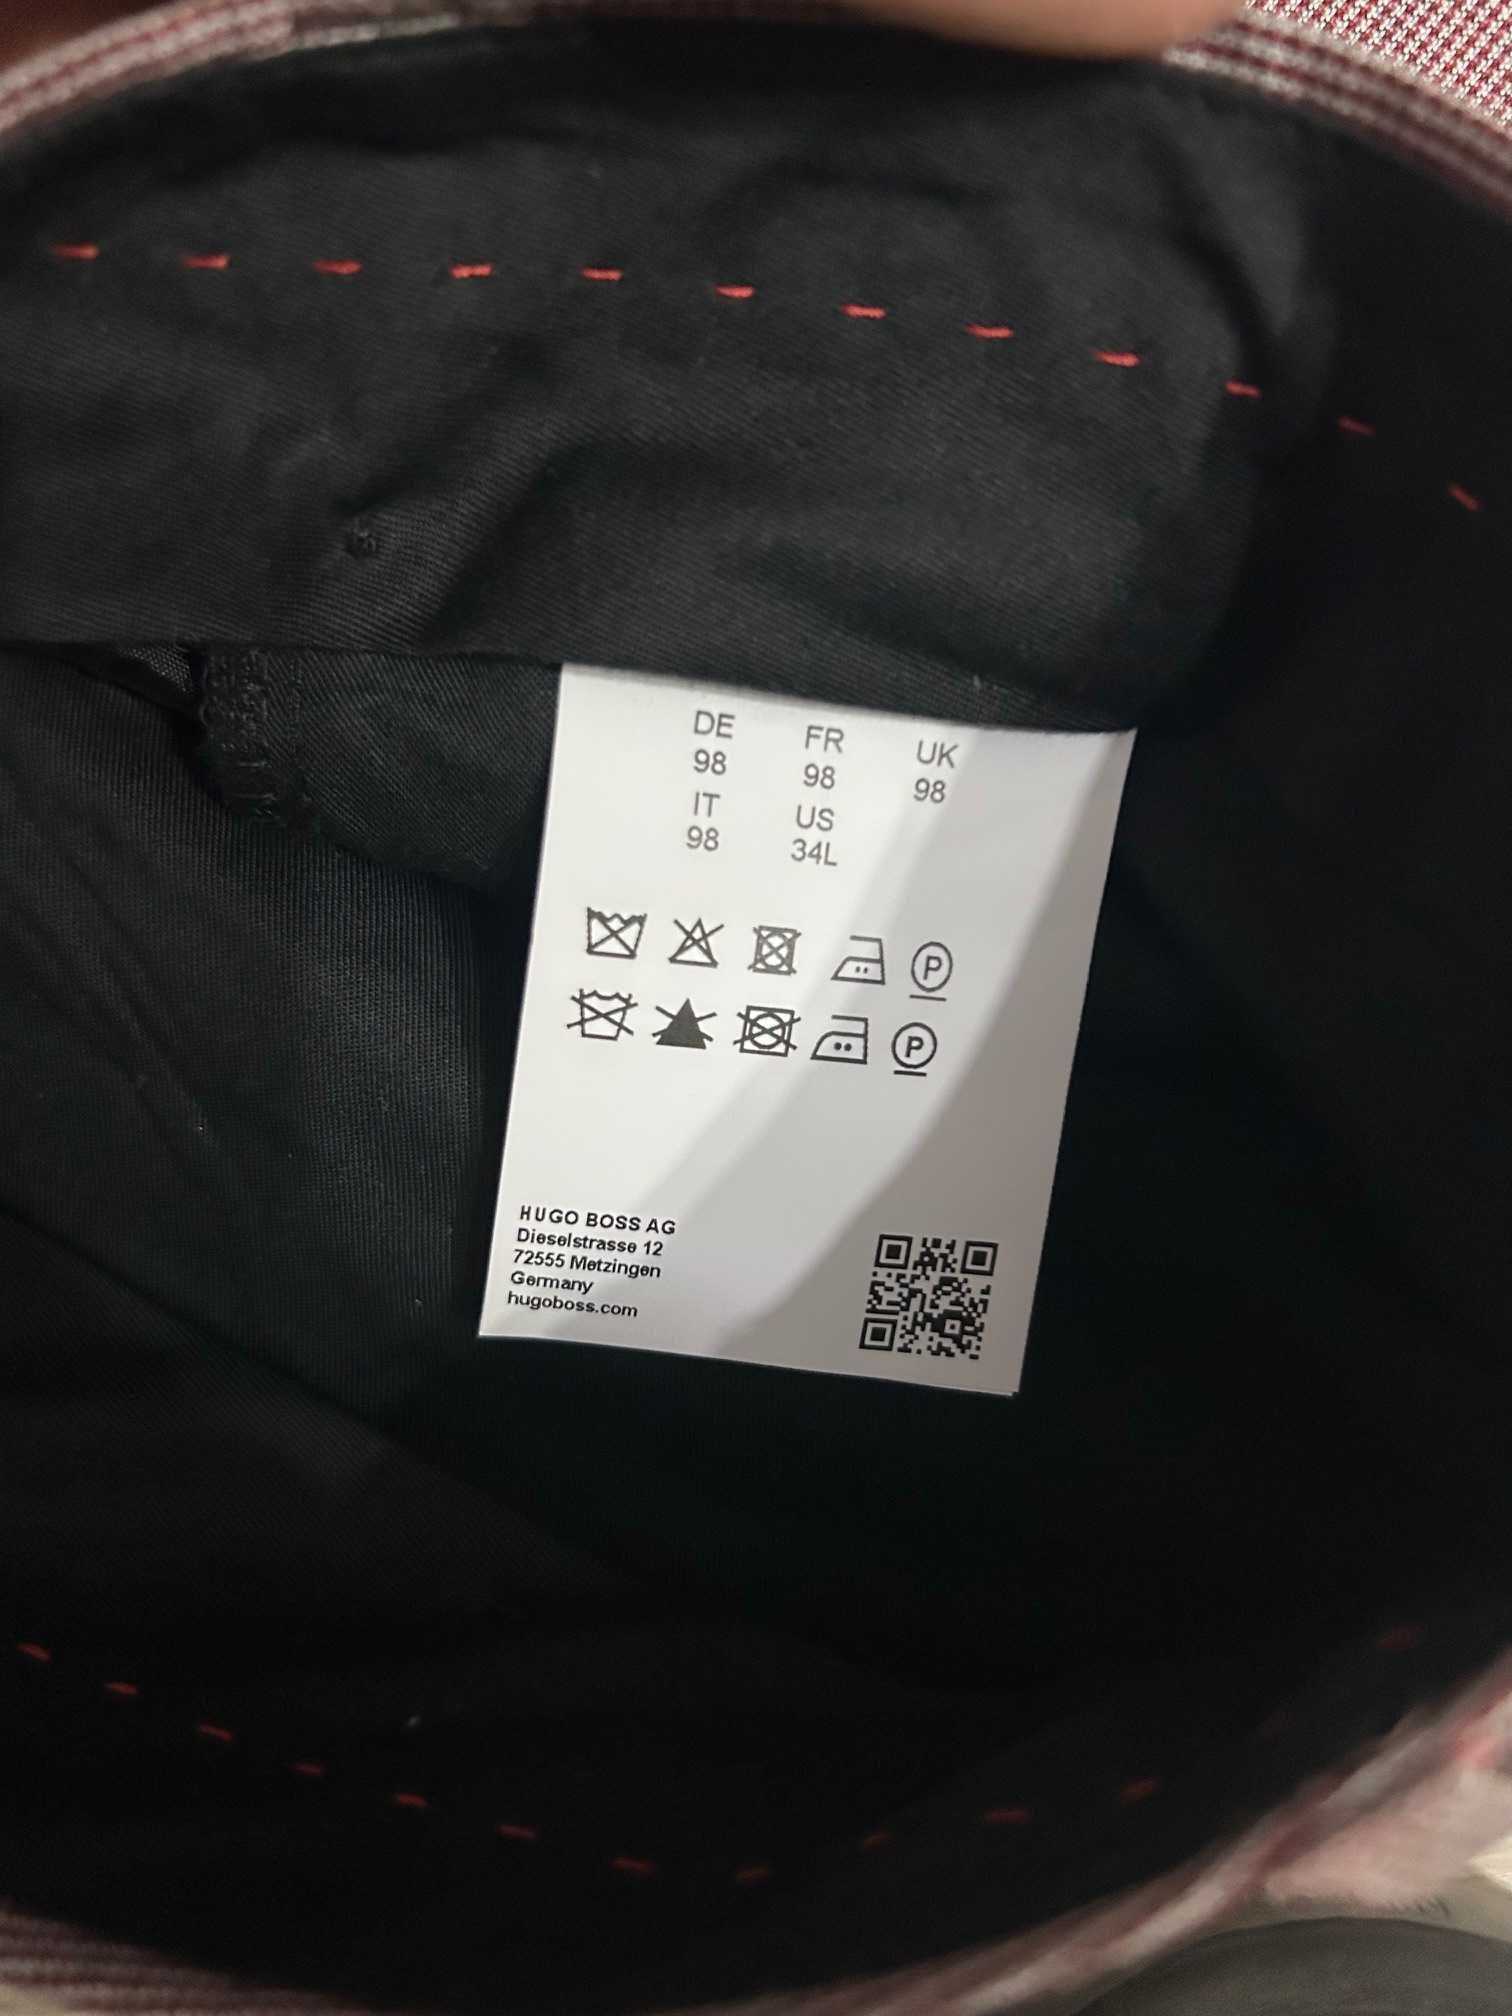 DE FR UK
98 98 98
IT US
98 34L
P
P
HUGO BOSS AG
Dieselstrasse 12
72555 Metzingen
Germany
hugoboss.com